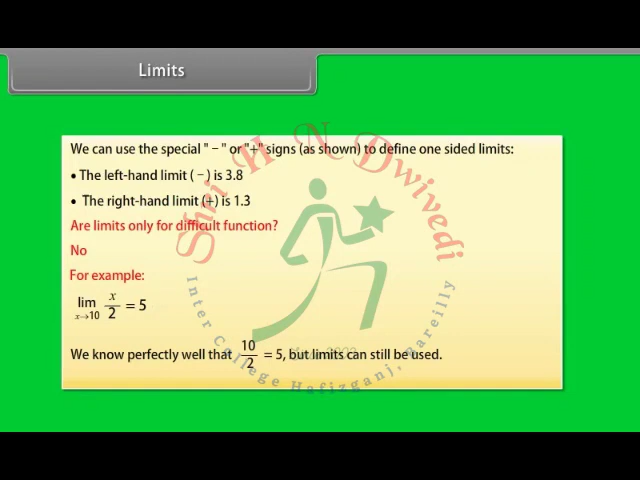 Limits
We can use the special " − " or "+" signs (as shown) to define one sided limits:
• The left-hand limit ( − ) is 3.8
• The right-hand limit (+) is 1.3
Are limits only for difficult function?
No
For example:
lim x→10 x/2 = 5
We know perfectly well that 10/2 = 5, but limits can still be used.
Shri H N Dwivedi
Inter College Hafizganj, Bareilly